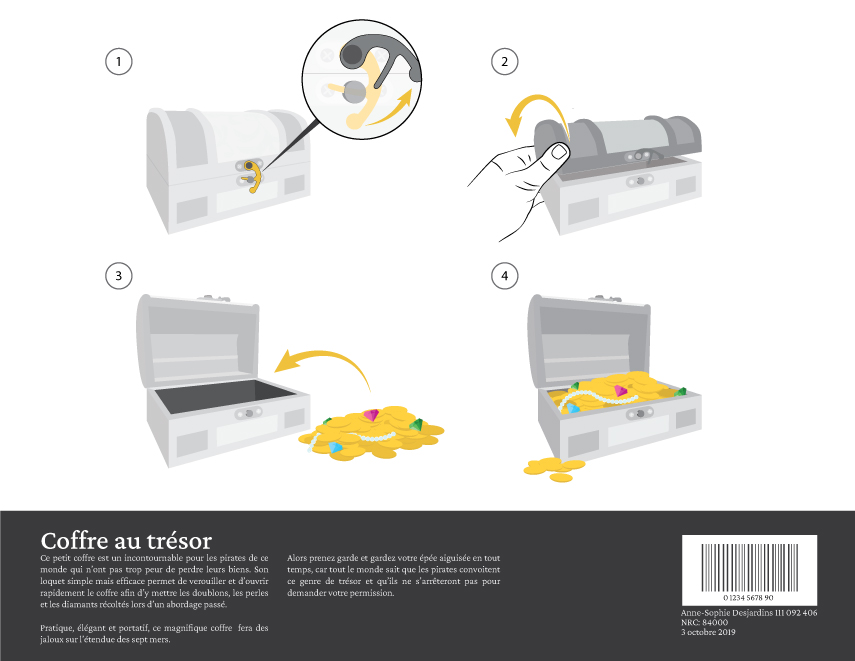 1
2
3
4
Coffre au trésor
Ce petit coffre est un incontournable pour les pirates de ce
monde qui n'ont pas trop peur de perdre leurs biens. Son
loquet simple mais efficace permet de verouiller et d'ouvrir
rapidement le coffre afin d'y mettre les doublons, les perles
et les diamants récoltés lors d'un abordage passé.
Pratique, élégant et portatif, ce magnifique coffre fera des
jaloux sur l'étendue des sept mers.
Alors prenez garde et gardez votre épée aiguisée en tout
temps, car tout le monde sait que les pirates convoitent
ce genre de trésor et qu'ils ne s'arrêteront pas pour
demander votre permission.
0 1234 5678 90
Anne-Sophie Desjardins 111 092 406
NRC: 84000
3 octobre 2019